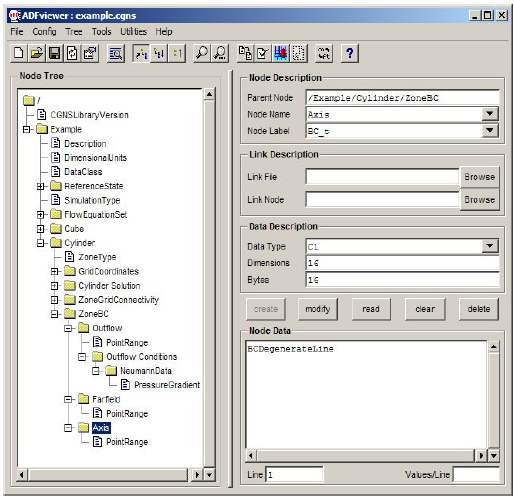 ADFviewer : example.cgns
File Config Tree Tools Utilities Help
Node Tree
/
CGNSLibraryVersion
Example
Description
DimensionalUnits
DataClass
ReferenceState
SimulationType
FlowEquationSet
Cube
Cylinder
ZoneType
GridCoordinates
Cylinder Solution
ZoneGridConnectivity
ZoneBC
Outflow
PointRange
Outflow Conditions
NeumannData
PressureGradient
Farfield
PointRange
Axis
PointRange
Node Description
Parent Node /Example/Cylinder/ZoneBC
Node Name Axis
Node Label BC_t
Link Description
Link File Browse
Link Node Browse
Data Description
Data Type C1
Dimensions 16
Bytes 16
create modify read clear delete
Node Data
BCDegenerateLine
Line 1 Values/Line